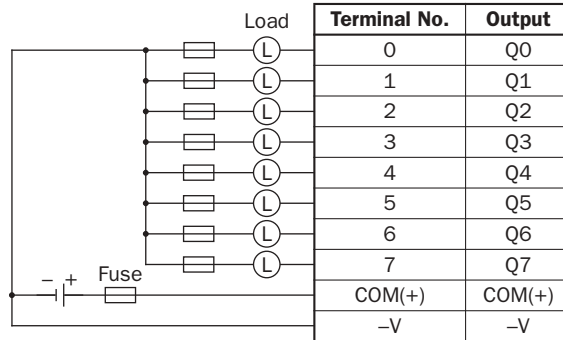 Load Terminal No. Output
L 0 Q0
L 1 Q1
L 2 Q2
L 3 Q3
L 4 Q4
L 5 Q5
L 6 Q6
L 7 Q7
– + Fuse COM(+) COM(+)
–V –V